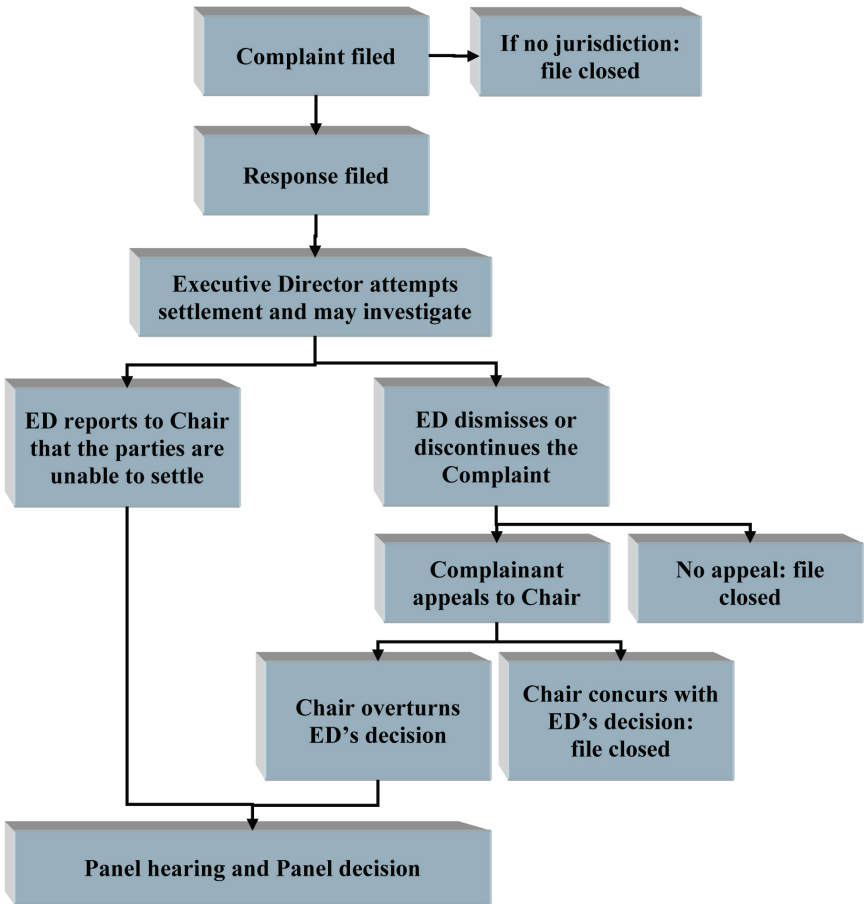 Complaint filed
If no jurisdiction:
file closed
Response filed
Executive Director attempts
settlement and may investigate
ED reports to Chair
that the parties are
unable to settle
ED dismisses or
discontinues the
Complaint
Complainant
appeals to Chair
No appeal: file
closed
Chair overturns
ED’s decision
Chair concurs with
ED’s decision:
file closed
Panel hearing and Panel decision